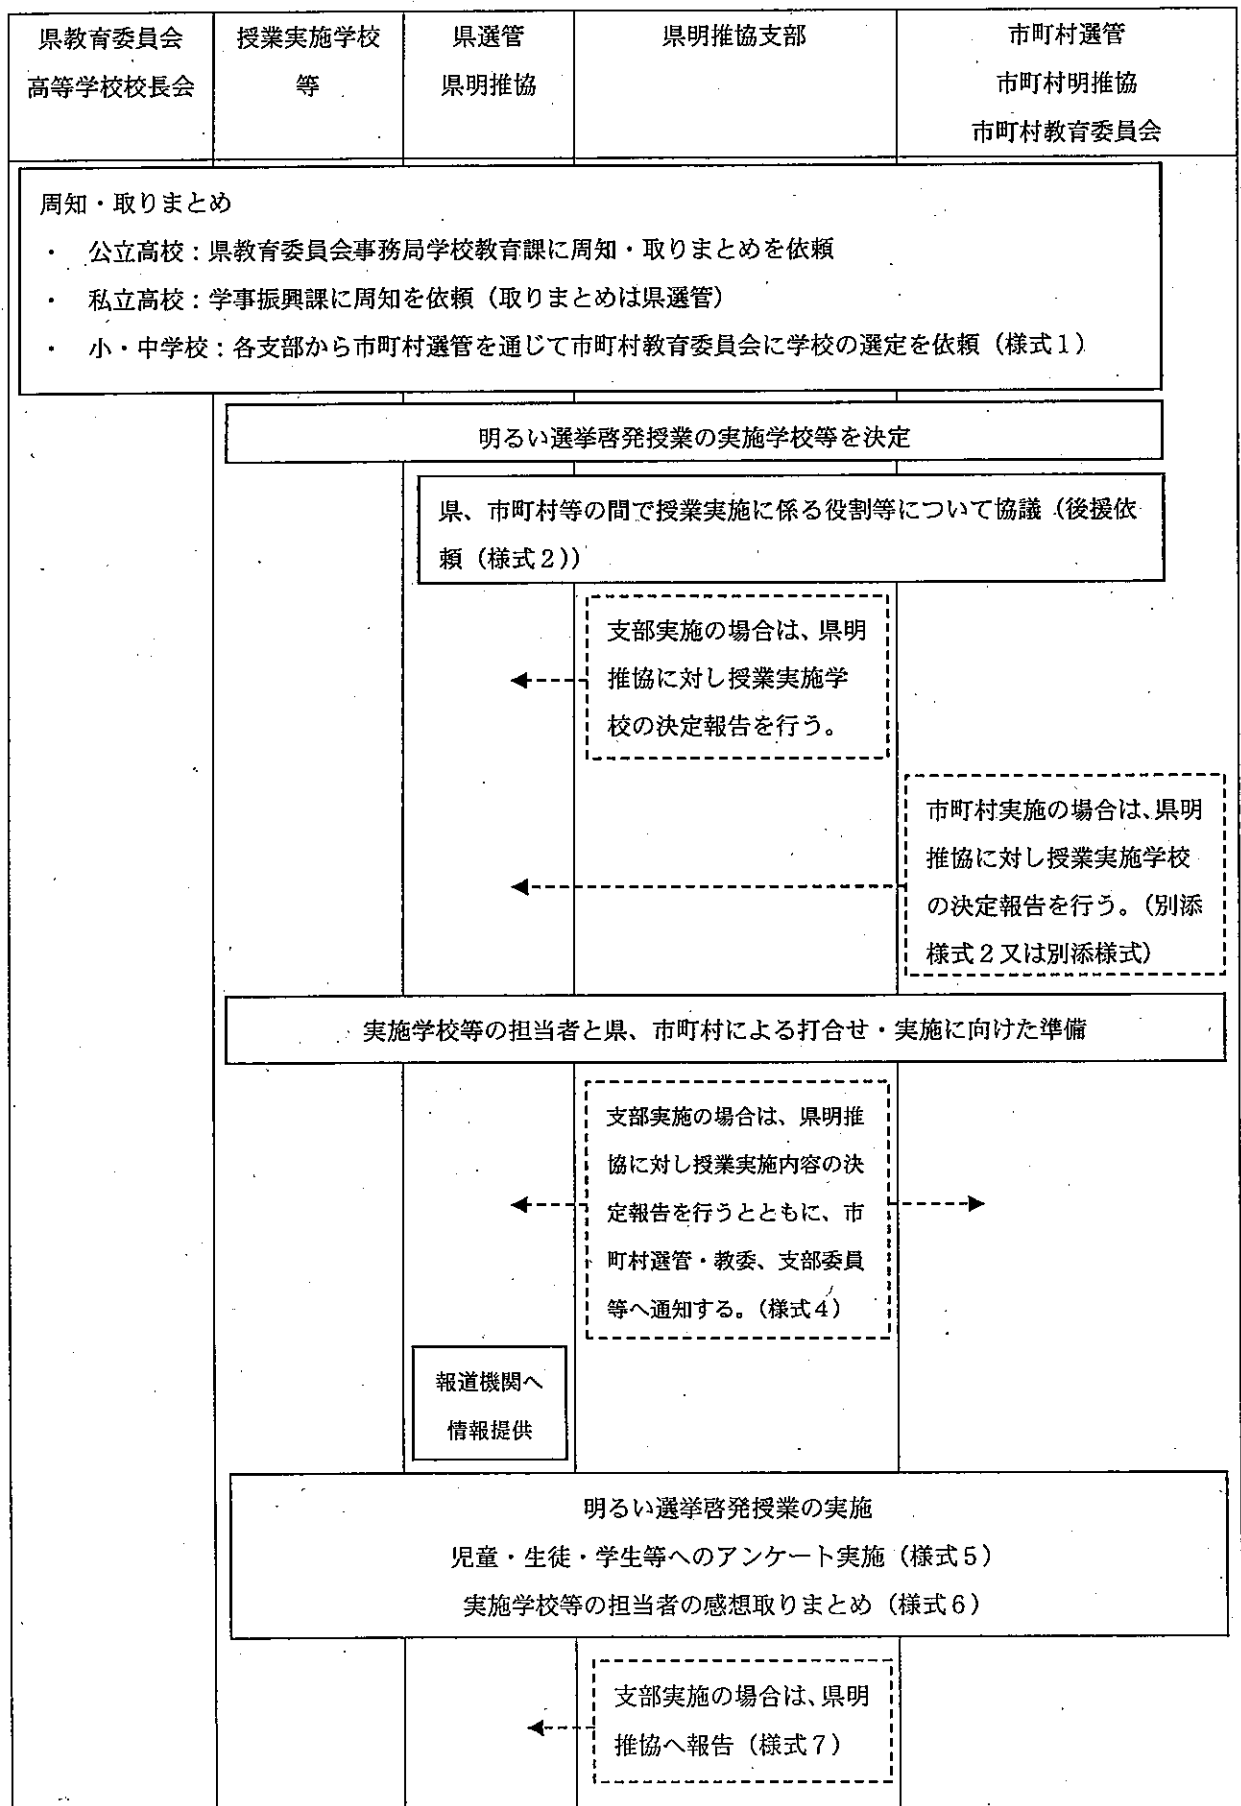 県教育委員会
高等学校校長会
授業実施学校
等
県選管
県明推協
県明推協支部
市町村選管
市町村明推協
市町村教育委員会
周知・取りまとめ
・ 公立高校：県教育委員会事務局学校教育課に周知・取りまとめを依頼
・ 私立高校：学事振興課に周知を依頼（取りまとめは県選管）
・ 小・中学校：各支部から市町村選管を通じて市町村教育委員会に学校の選定を依頼（様式１）
明るい選挙啓発授業の実施学校等を決定
県、市町村等の間で授業実施に係る役割等について協議（後援依
頼（様式２））
支部実施の場合は、県明
推協に対し授業実施学
校の決定報告を行う。
市町村実施の場合は、県明
推協に対し授業実施学校
の決定報告を行う。（別添
様式２又は別添様式）
実施学校等の担当者と県、市町村による打合せ・実施に向けた準備
支部実施の場合は、県明推
協に対し授業実施内容の決
定報告を行うとともに、市
町村選管・教委、支部委員
等へ通知する。（様式４）
報道機関へ
情報提供
明るい選挙啓発授業の実施
児童・生徒・学生等へのアンケート実施（様式５）
実施学校等の担当者の感想取りまとめ（様式６）
支部実施の場合は、県明
推協へ報告（様式７）